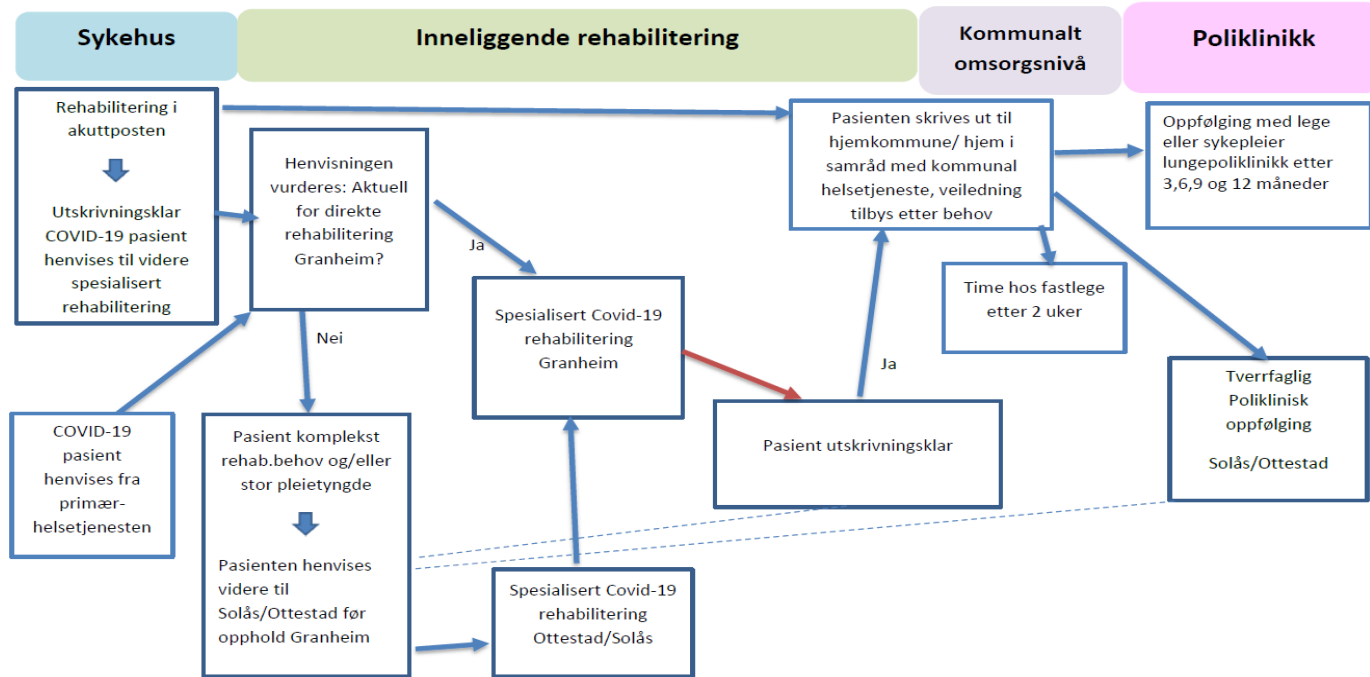 Sykehus
Inneliggende rehabilitering
Kommunalt
omsorgsnivå
Poliklinikk
Rehabilitering i
akuttposten
Utskrivningsklar
COVID-19 pasient
henvises til videre
spesialisert
rehabilitering
Henvisningen
vurderes: Aktuell
for direkte
rehabilitering
Granheim?
Ja
Nei
COVID-19
pasient
henvises fra
primær-
helsetjenesten
Pasient komplekst
rehab.behov og/eller
stor pleietyngde
Pasienten henvises
videre til
Solås/Ottestad før
opphold Granheim
Spesialisert Covid-19
rehabilitering
Ottestad/Solås
Spesialisert Covid-19
rehabilitering
Granheim
Pasient utskrivningsklar
Ja
Pasienten skrives ut til
hjemkommune/ hjem i
samråd med kommunal
helsetjeneste, veiledning
tilbys etter behov
Time hos fastlege
etter 2 uker
Oppfølging med lege
eller sykepleier
lungepoliklinikk etter
3,6,9 og 12 måneder
Tverrfaglig
Poliklinisk
oppfølging
Solås/Ottestad